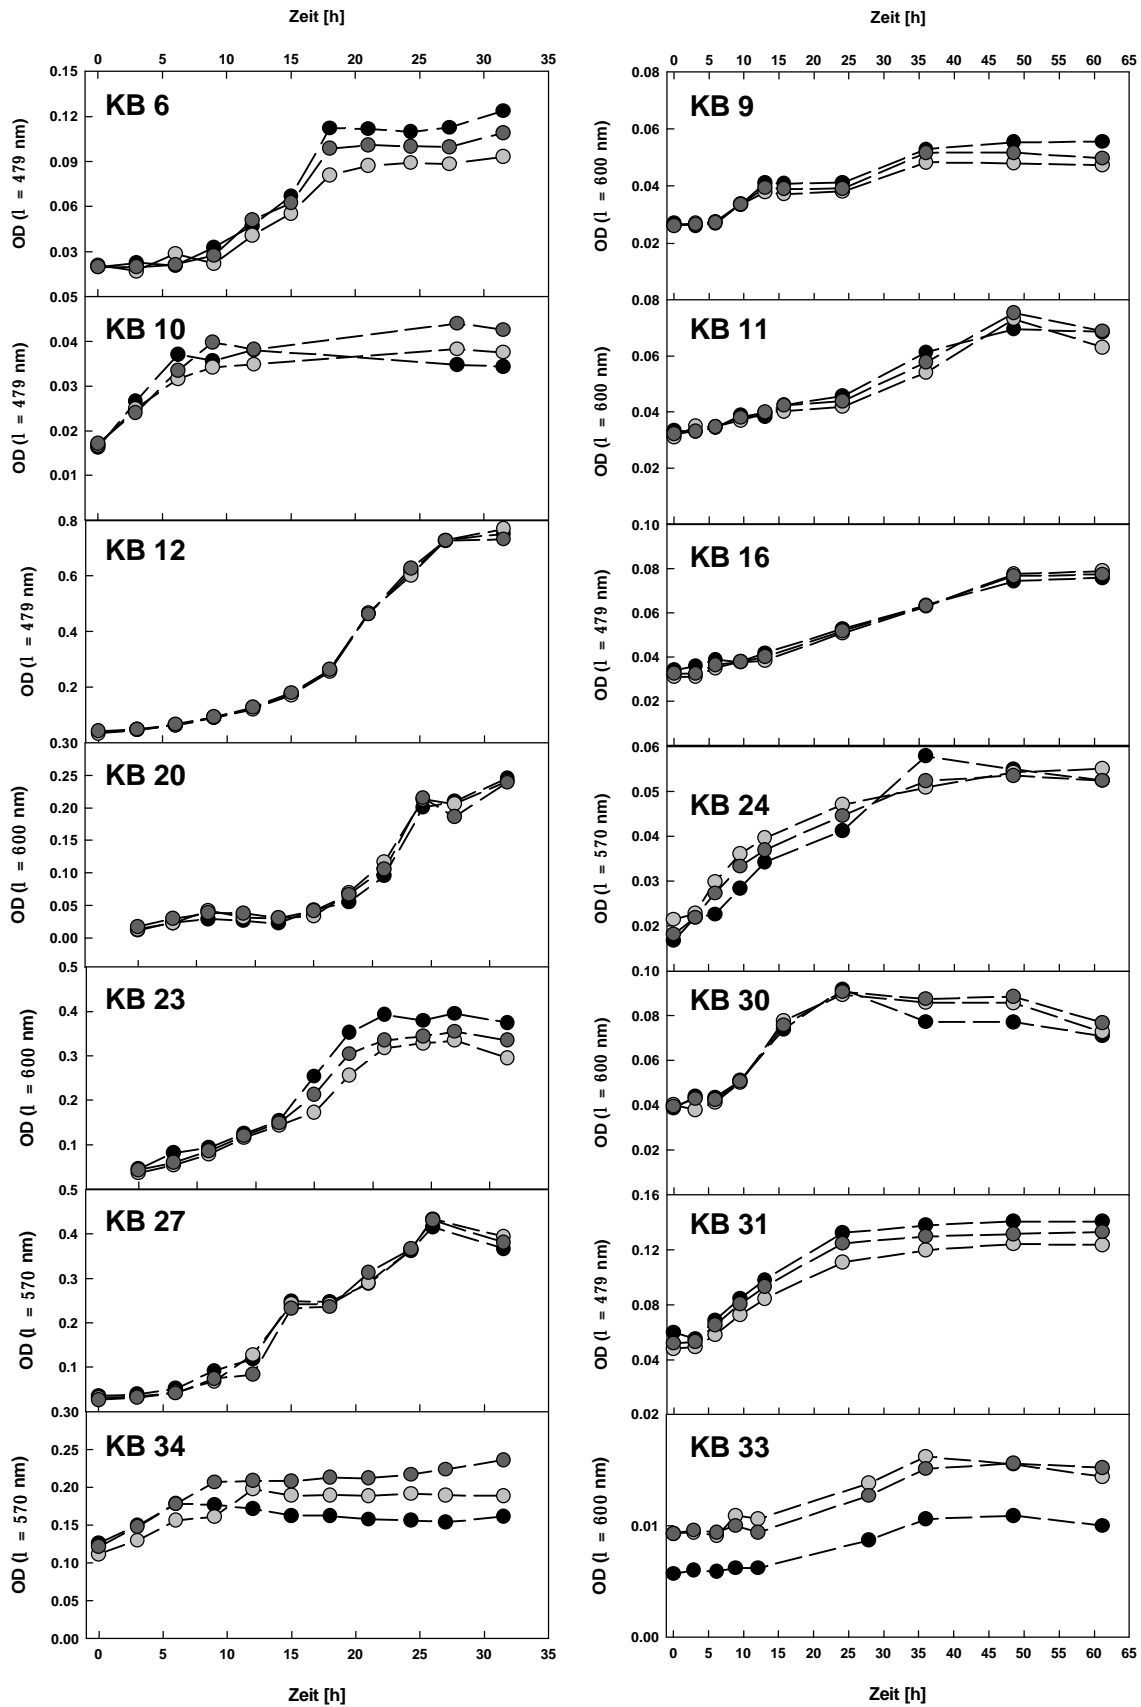 Zeit [h]
0 5 10 15 20 25 30 35
KB 6
OD (l = 479 nm)
0.15
0.12
0.09
0.06
0.03
0.05
KB 10
OD (l = 479 nm)
0.04
0.03
0.02
0.01
0.8
KB 12
OD (l = 479 nm)
0.6
0.4
0.2
0.30
KB 20
OD (l = 600 nm)
0.25
0.20
0.15
0.10
0.05
0.00
0.5
KB 23
OD (l = 600 nm)
0.4
0.3
0.2
0.1
0.5
KB 27
OD (l = 570 nm)
0.4
0.3
0.2
0.1
0.30
KB 34
OD (l = 570 nm)
0.25
0.20
0.15
0.10
0.05
0.00
0 5 10 15 20 25 30 35
Zeit [h]
Zeit [h]
0 5 10 15 20 25 30 35 40 45 50 55 60 65
KB 9
OD (l = 600 nm)
0.08
0.06
0.04
0.02
0.08
KB 11
OD (l = 600 nm)
0.06
0.04
0.02
0.10
KB 16
OD (l = 479 nm)
0.08
0.06
0.04
0.02
0.06
KB 24
OD (l = 570 nm)
0.05
0.04
0.03
0.02
0.10
KB 30
OD (l = 600 nm)
0.08
0.06
0.04
0.02
0.16
KB 31
OD (l = 479 nm)
0.12
0.08
0.04
0.02
KB 33
OD (l = 600 nm)
0.01
0.00
0 5 10 15 20 25 30 35 40 45 50 55 60 65
Zeit [h]